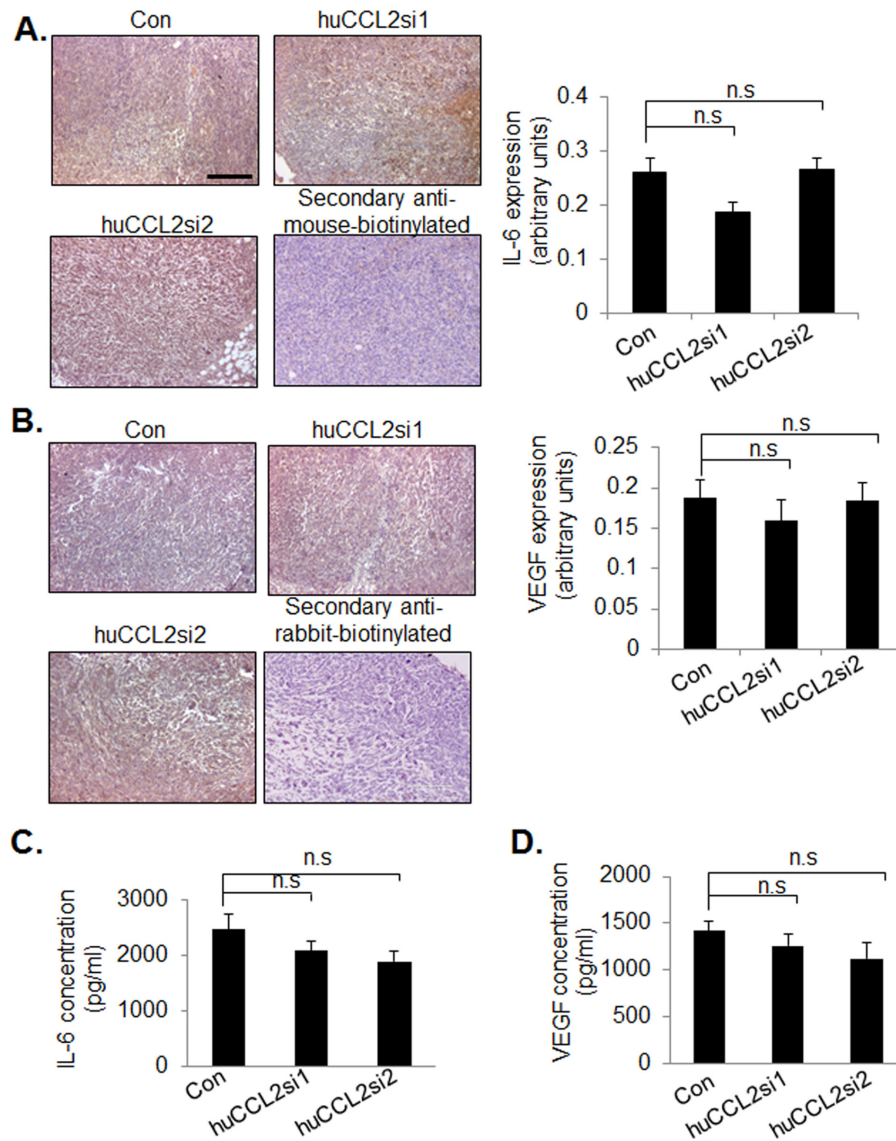 A.
Con
huCCL2si1
huCCL2si2
Secondary anti-
mouse-biotinylated
IL-6 expression
(arbitrary units)
0.4
0.3
0.2
0.1
0
n.s
n.s
Con
huCCL2si1
huCCL2si2
B.
Con
huCCL2si1
huCCL2si2
Secondary anti-
rabbit-biotinylated
VEGF expression
(arbitrary units)
0.25
0.2
0.15
0.1
0.05
0
n.s
n.s
Con
huCCL2si1
huCCL2si2
C.
IL-6 concentration
(pg/ml)
3000
2000
1000
0
n.s
n.s
Con
huCCL2si1
huCCL2si2
D.
VEGF concentration
(pg/ml)
2000
1500
1000
500
0
n.s
n.s
Con
huCCL2si1
huCCL2si2